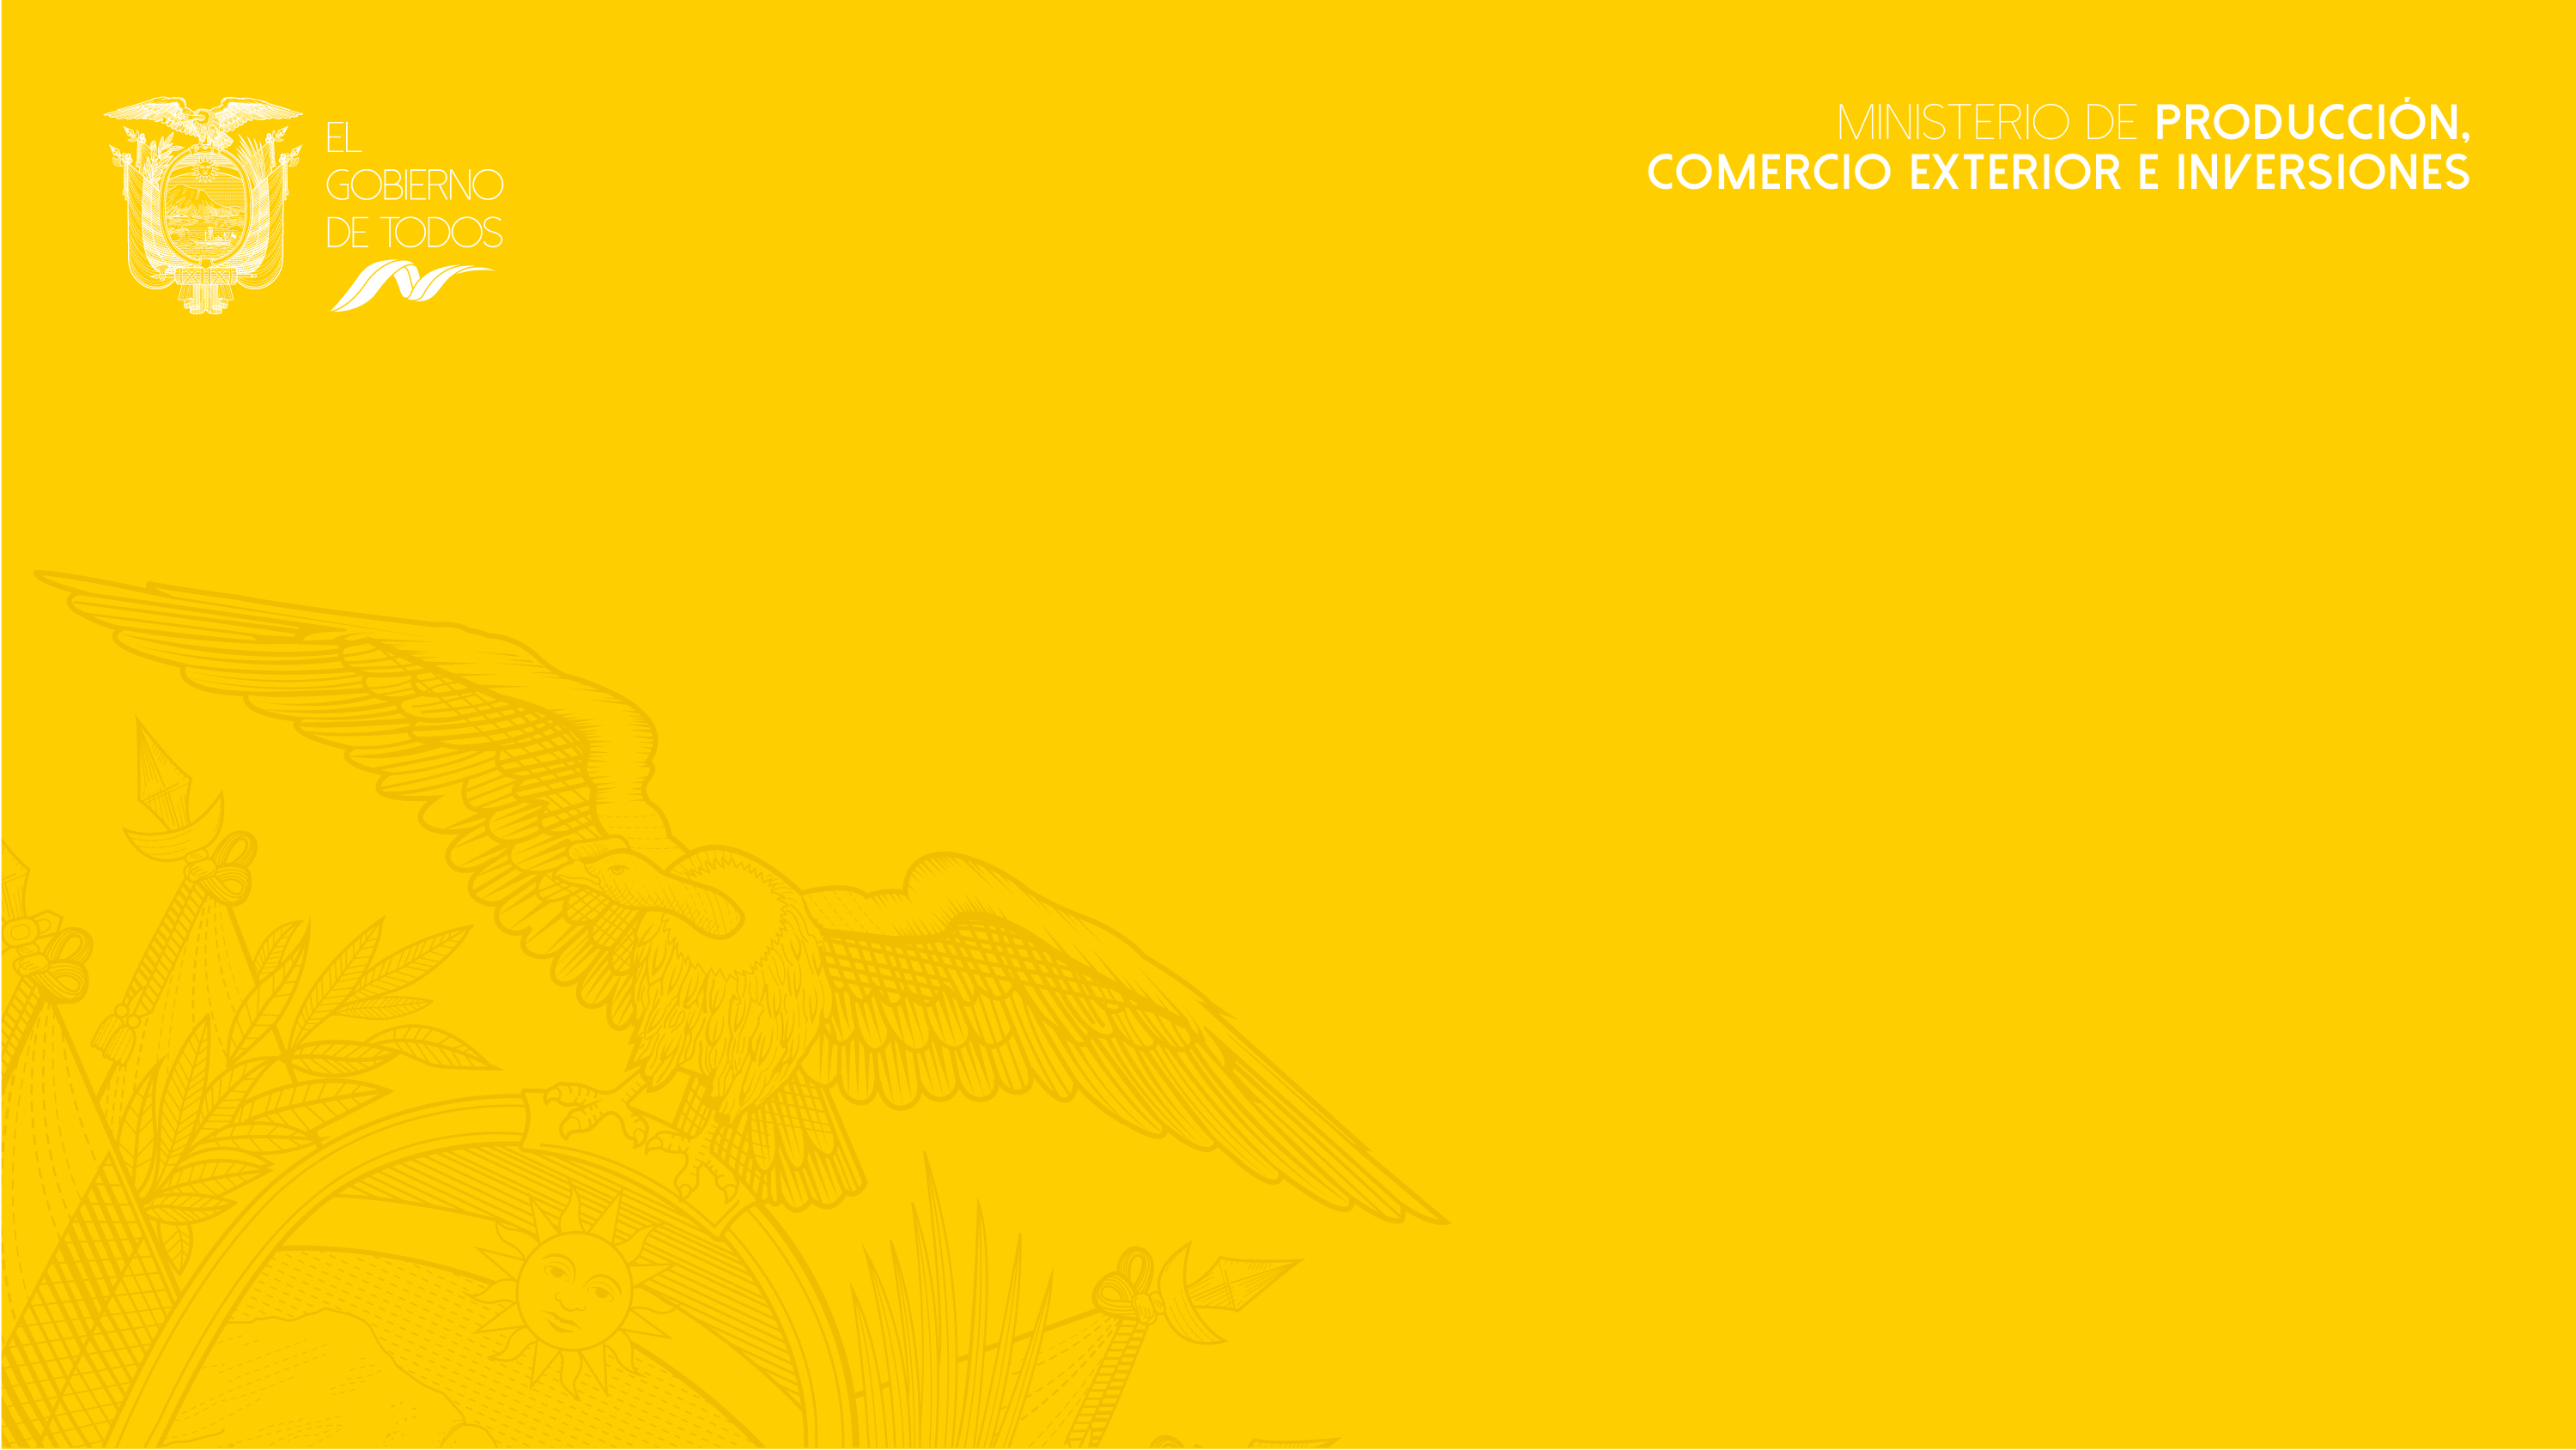 EL
GOBIERNO
DE TODOS
MINISTERIO DE PRODUCCIÓN,
COMERCIO EXTERIOR E INVERSIONES